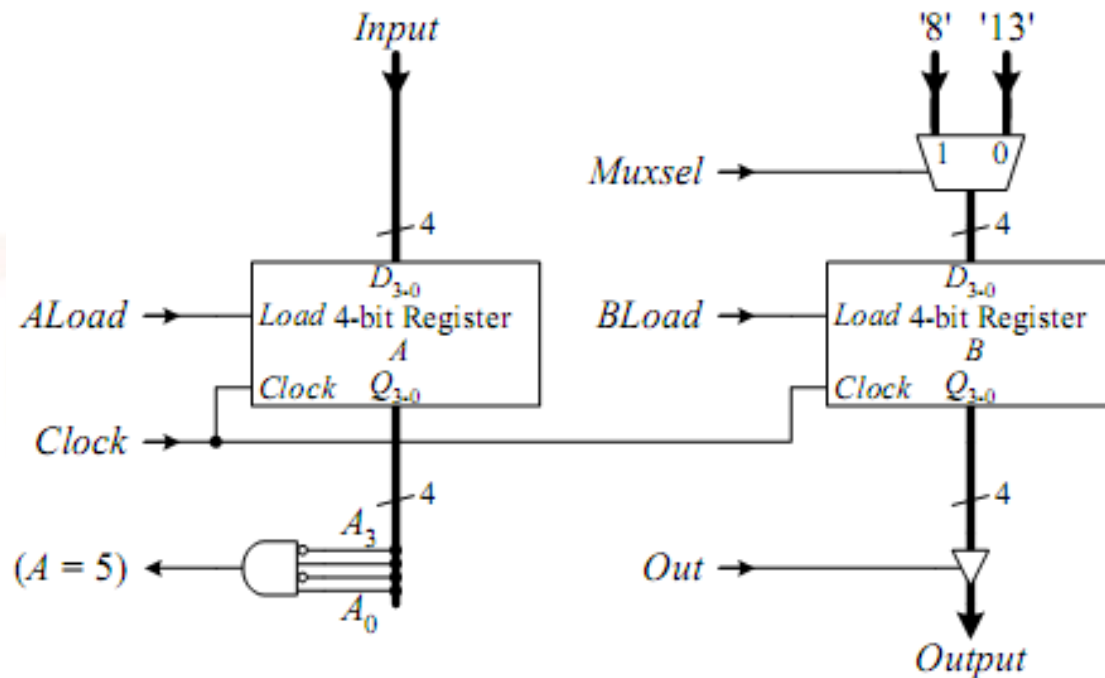 Input '8' '13'
1 0
Muxsel
4 4
D3-0 D3-0
ALoad Load 4-bit Register BLoad Load 4-bit Register
A B
Clock Q3-0 Clock Q3-0
Clock
4 4
A3
(A = 5) Out
A0
Output